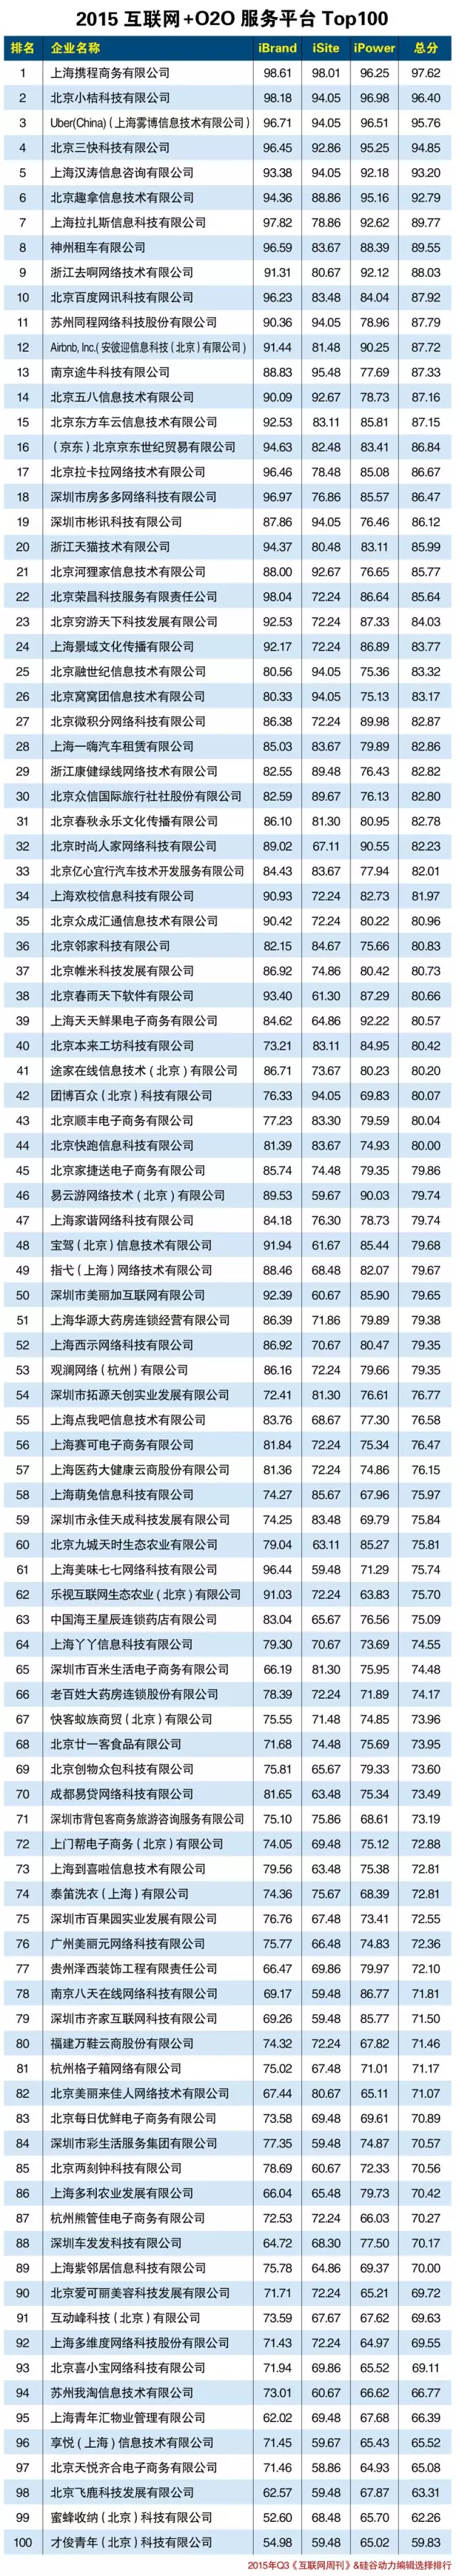 2015 互联网+O2O 服务平台 Top100
排名 企业名称 iBrand iSite iPower 总分
1 上海携程商务有限公司 98.61 98.01 96.25 97.62
2 北京小桔科技有限公司 98.18 94.05 96.98 96.40
3 Uber(China) (上海雾博信息技术有限公司) 96.71 94.05 96.51 95.76
4 北京三快科技有限公司 96.45 92.86 95.25 94.85
5 上海汉涛信息咨询有限公司 93.38 94.05 92.18 93.20
6 北京趣拿信息技术有限公司 94.36 88.86 95.16 92.79
7 上海拉扎斯信息科技有限公司 97.82 78.86 92.62 89.77
8 神州租车有限公司 96.59 83.67 88.39 89.55
9 浙江去啊网络技术有限公司 91.31 80.67 92.12 88.03
10 北京百度网讯科技有限公司 96.23 83.48 84.04 87.92
11 苏州同程网络科技股份有限公司 90.36 94.05 78.96 87.79
12 Airbnb, Inc.(安彼迎信息科技(北京)有限公司) 91.44 81.48 90.25 87.72
13 南京途牛科技有限公司 88.83 95.48 77.69 87.33
14 北京五八信息技术有限公司 90.09 92.67 78.73 87.16
15 北京东方车云信息技术有限公司 92.53 83.11 85.81 87.15
16 (京东)北京京东世纪贸易有限公司 94.63 82.48 83.41 86.84
17 北京拉卡拉网络技术有限公司 96.46 78.48 85.08 86.67
18 深圳市房多多网络科技有限公司 96.97 76.86 85.57 86.47
19 深圳市彬讯科技有限公司 87.86 94.05 76.46 86.12
20 浙江天猫技术有限公司 94.37 80.48 83.11 85.99
21 北京河狸家信息技术有限公司 88.00 92.67 76.65 85.77
22 北京荣昌科技服务有限责任公司 98.04 72.24 86.64 85.64
23 北京穷游天下科技发展有限公司 92.53 72.24 87.33 84.03
24 上海景域文化传播有限公司 92.17 72.24 86.89 83.77
25 北京融世纪信息技术有限公司 80.56 94.05 75.36 83.32
26 北京窝窝团信息技术有限公司 80.33 94.05 75.13 83.17
27 北京微积分网络科技有限公司 86.38 72.24 89.98 82.87
28 上海一嗨汽车租赁有限公司 85.03 83.67 79.89 82.86
29 浙江康健绿线网络技术有限公司 82.55 89.48 76.43 82.82
30 北京众信国际旅行社社股份有限公司 82.59 89.67 76.13 82.80
31 北京春秋永乐文化传播有限公司 86.10 81.30 80.95 82.78
32 北京时尚人家网络科技有限公司 89.02 67.11 90.55 82.23
33 北京亿心宜行汽车技术开发服务有限公司 84.43 83.67 77.94 82.01
34 上海欢校信息科技有限公司 90.93 72.24 82.73 81.97
35 北京众成汇通信息技术有限公司 90.42 72.24 80.22 80.96
36 北京邻家科技有限公司 82.15 84.67 75.66 80.83
37 北京帷米科技发展有限公司 86.92 74.86 80.42 80.73
38 北京春雨天下软件有限公司 93.40 61.30 87.29 80.66
39 上海天天鲜果电子商务有限公司 84.62 64.86 92.22 80.57
40 北京本来工坊科技有限公司 73.21 83.11 84.95 80.42
41 途家在线信息技术(北京)有限公司 86.71 73.67 80.23 80.20
42 团博百众(北京)科技有限公司 76.33 94.05 69.83 80.07
43 北京顺丰电子商务有限公司 77.23 83.30 79.59 80.04
44 北京快跑信息科技有限公司 81.39 83.67 74.93 80.00
45 北京家捷送电子商务有限公司 85.74 74.48 79.35 79.86
46 易云游网络技术(北京)有限公司 89.53 59.67 90.03 79.74
47 上海家谐网络科技有限公司 84.18 76.30 78.73 79.74
48 宝驾(北京)信息技术有限公司 91.94 61.67 85.44 79.68
49 指弋(上海)网络技术有限公司 88.46 68.48 82.07 79.67
50 深圳市美丽加互联网有限公司 92.39 60.67 85.90 79.65
51 上海华源大药房连锁经营有限公司 86.39 71.86 79.89 79.38
52 上海西示网络科技有限公司 86.92 70.67 80.47 79.35
53 观澜网络(杭州)有限公司 86.16 72.24 79.66 79.35
54 深圳市拓源天创实业发展有限公司 72.41 81.30 76.61 76.77
55 上海点我吧信息技术有限公司 83.76 68.67 77.30 76.58
56 上海赛可电子商务有限公司 81.84 72.24 75.34 76.47
57 上海医药大健康云商股份有限公司 81.36 72.24 74.86 76.15
58 上海萌兔信息科技有限公司 74.27 85.67 67.96 75.97
59 深圳市永佳天成科技发展有限公司 74.25 83.48 69.79 75.84
60 北京九城天时生态农业有限公司 79.04 63.11 85.27 75.81
61 上海美味七七网络科技有限公司 96.44 59.48 71.29 75.74
62 乐视互联网生态农业(北京)有限公司 91.03 72.24 63.83 75.70
63 中国海王星辰连锁药店有限公司 83.04 65.67 76.56 75.09
64 上海丫丫信息科技有限公司 79.30 70.67 73.69 74.55
65 深圳市百米生活电子商务有限公司 66.19 81.30 75.95 74.48
66 老百姓大药房连锁股份有限公司 78.39 72.24 71.89 74.17
67 快客蚁族商贸(北京)有限公司 75.55 71.48 74.85 73.96
68 北京廿一客食品有限公司 71.68 74.48 75.69 73.95
69 北京创物众包科技有限公司 75.81 65.67 79.33 73.60
70 成都易贷网络科技有限公司 81.65 63.48 75.34 73.49
71 深圳市背包客商务旅游咨询服务有限公司 75.10 75.86 68.61 73.19
72 上门帮电子商务(北京)有限公司 74.05 69.48 75.12 72.88
73 上海到喜啦信息技术有限公司 79.56 63.48 75.38 72.81
74 泰笛洗衣(上海)有限公司 74.36 75.67 68.39 72.81
75 深圳市百果园实业发展有限公司 76.76 67.48 73.41 72.55
76 广州美丽元网络科技有限公司 75.77 66.48 74.83 72.36
77 贵州泽西装饰工程有限责任公司 66.47 69.86 79.97 72.10
78 南京八天在线网络科技有限公司 69.17 59.48 86.77 71.81
79 深圳市齐家互联网科技有限公司 69.26 59.48 85.77 71.50
80 福建万鞋云商股份有限公司 74.32 72.24 67.82 71.46
81 杭州格子箱网络有限公司 75.02 67.48 71.01 71.17
82 北京美丽来佳人网络技术有限公司 67.44 80.67 65.11 71.07
83 北京每日优鲜电子商务有限公司 73.58 69.48 69.61 70.89
84 深圳市彩生活服务集团有限公司 77.35 59.48 74.87 70.57
85 北京两刻钟科技有限公司 78.69 60.67 72.33 70.56
86 上海多利农业发展有限公司 66.04 65.48 79.73 70.42
87 杭州熊管佳电子商务有限公司 72.53 72.24 66.03 70.27
88 深圳车发发科技有限公司 64.72 68.30 77.50 70.17
89 上海紫邻居信息科技有限公司 75.78 64.86 69.37 70.00
90 北京爱可丽美容科技发展有限公司 71.71 72.24 65.21 69.72
91 互动峰科技(北京)有限公司 73.59 67.67 67.62 69.63
92 上海多维度网络科技股份有限公司 71.43 72.24 64.97 69.55
93 北京喜小宝网络科技有限公司 71.94 69.86 65.52 69.11
94 苏州我淘信息技术有限公司 73.01 60.67 66.62 66.77
95 上海青年汇物业管理有限公司 62.02 69.48 67.68 66.39
96 享悦(上海)信息技术有限公司 71.45 59.67 65.43 65.52
97 北京天悦齐合电子商务有限公司 71.46 58.86 64.93 65.08
98 北京飞鹿科技发展有限公司 62.57 59.48 67.87 63.31
99 蜜蜂收纳(北京)科技有限公司 52.60 68.48 65.70 62.26
100 才俊青年(北京)科技有限公司 54.98 59.48 65.02 59.83
2015年Q3《互联网周刊》&硅谷动力编辑选择排行